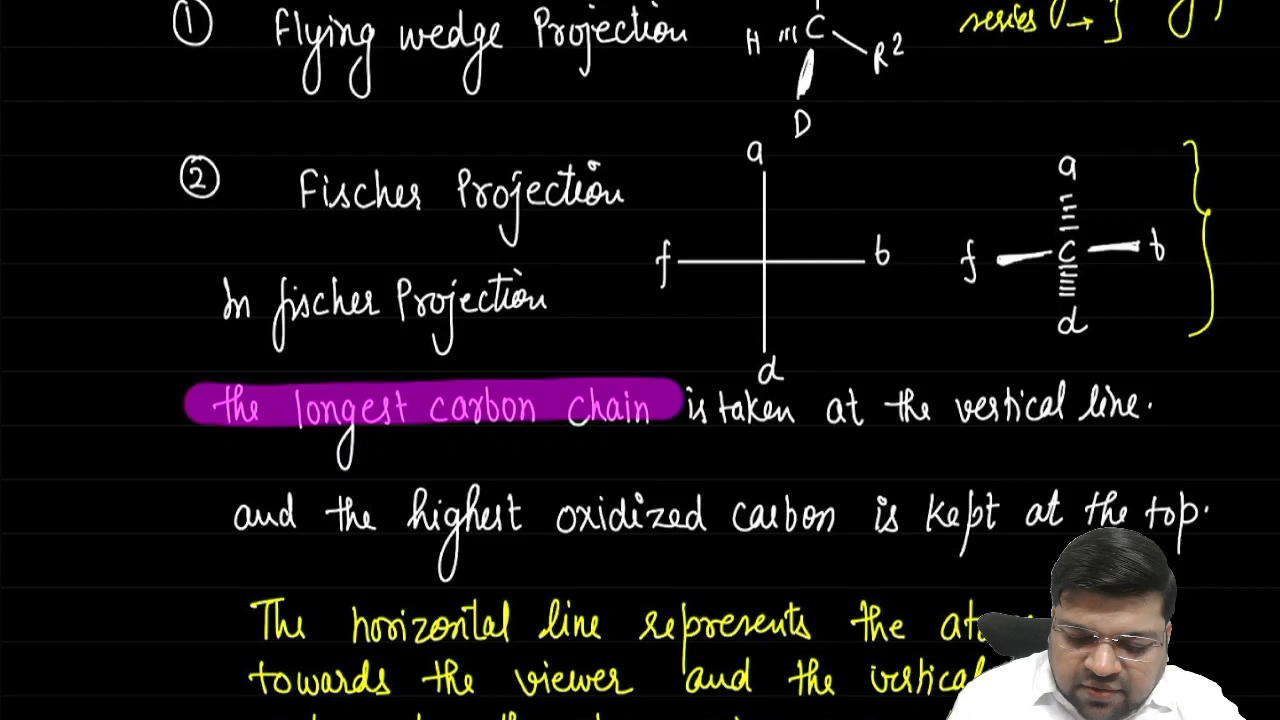 ① Flying wedge Projection
H C R²
D
series
② Fischer Projection
a
f b
d
a
f C b
d
In fischer Projection
the longest carbon chain is taken at the vertical line.
and the highest oxidized carbon is kept at the top.
The horizontal line represents the
towards the viewer and the vertical